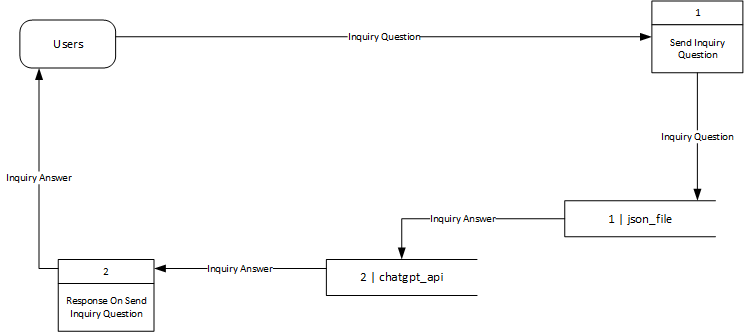 1
Users
Inquiry Question
Send Inquiry
Question
Inquiry Question
Inquiry Answer
1 | json_file
Inquiry Answer
2
Inquiry Answer
2 | chatgpt_api
Response On Send
Inquiry Question